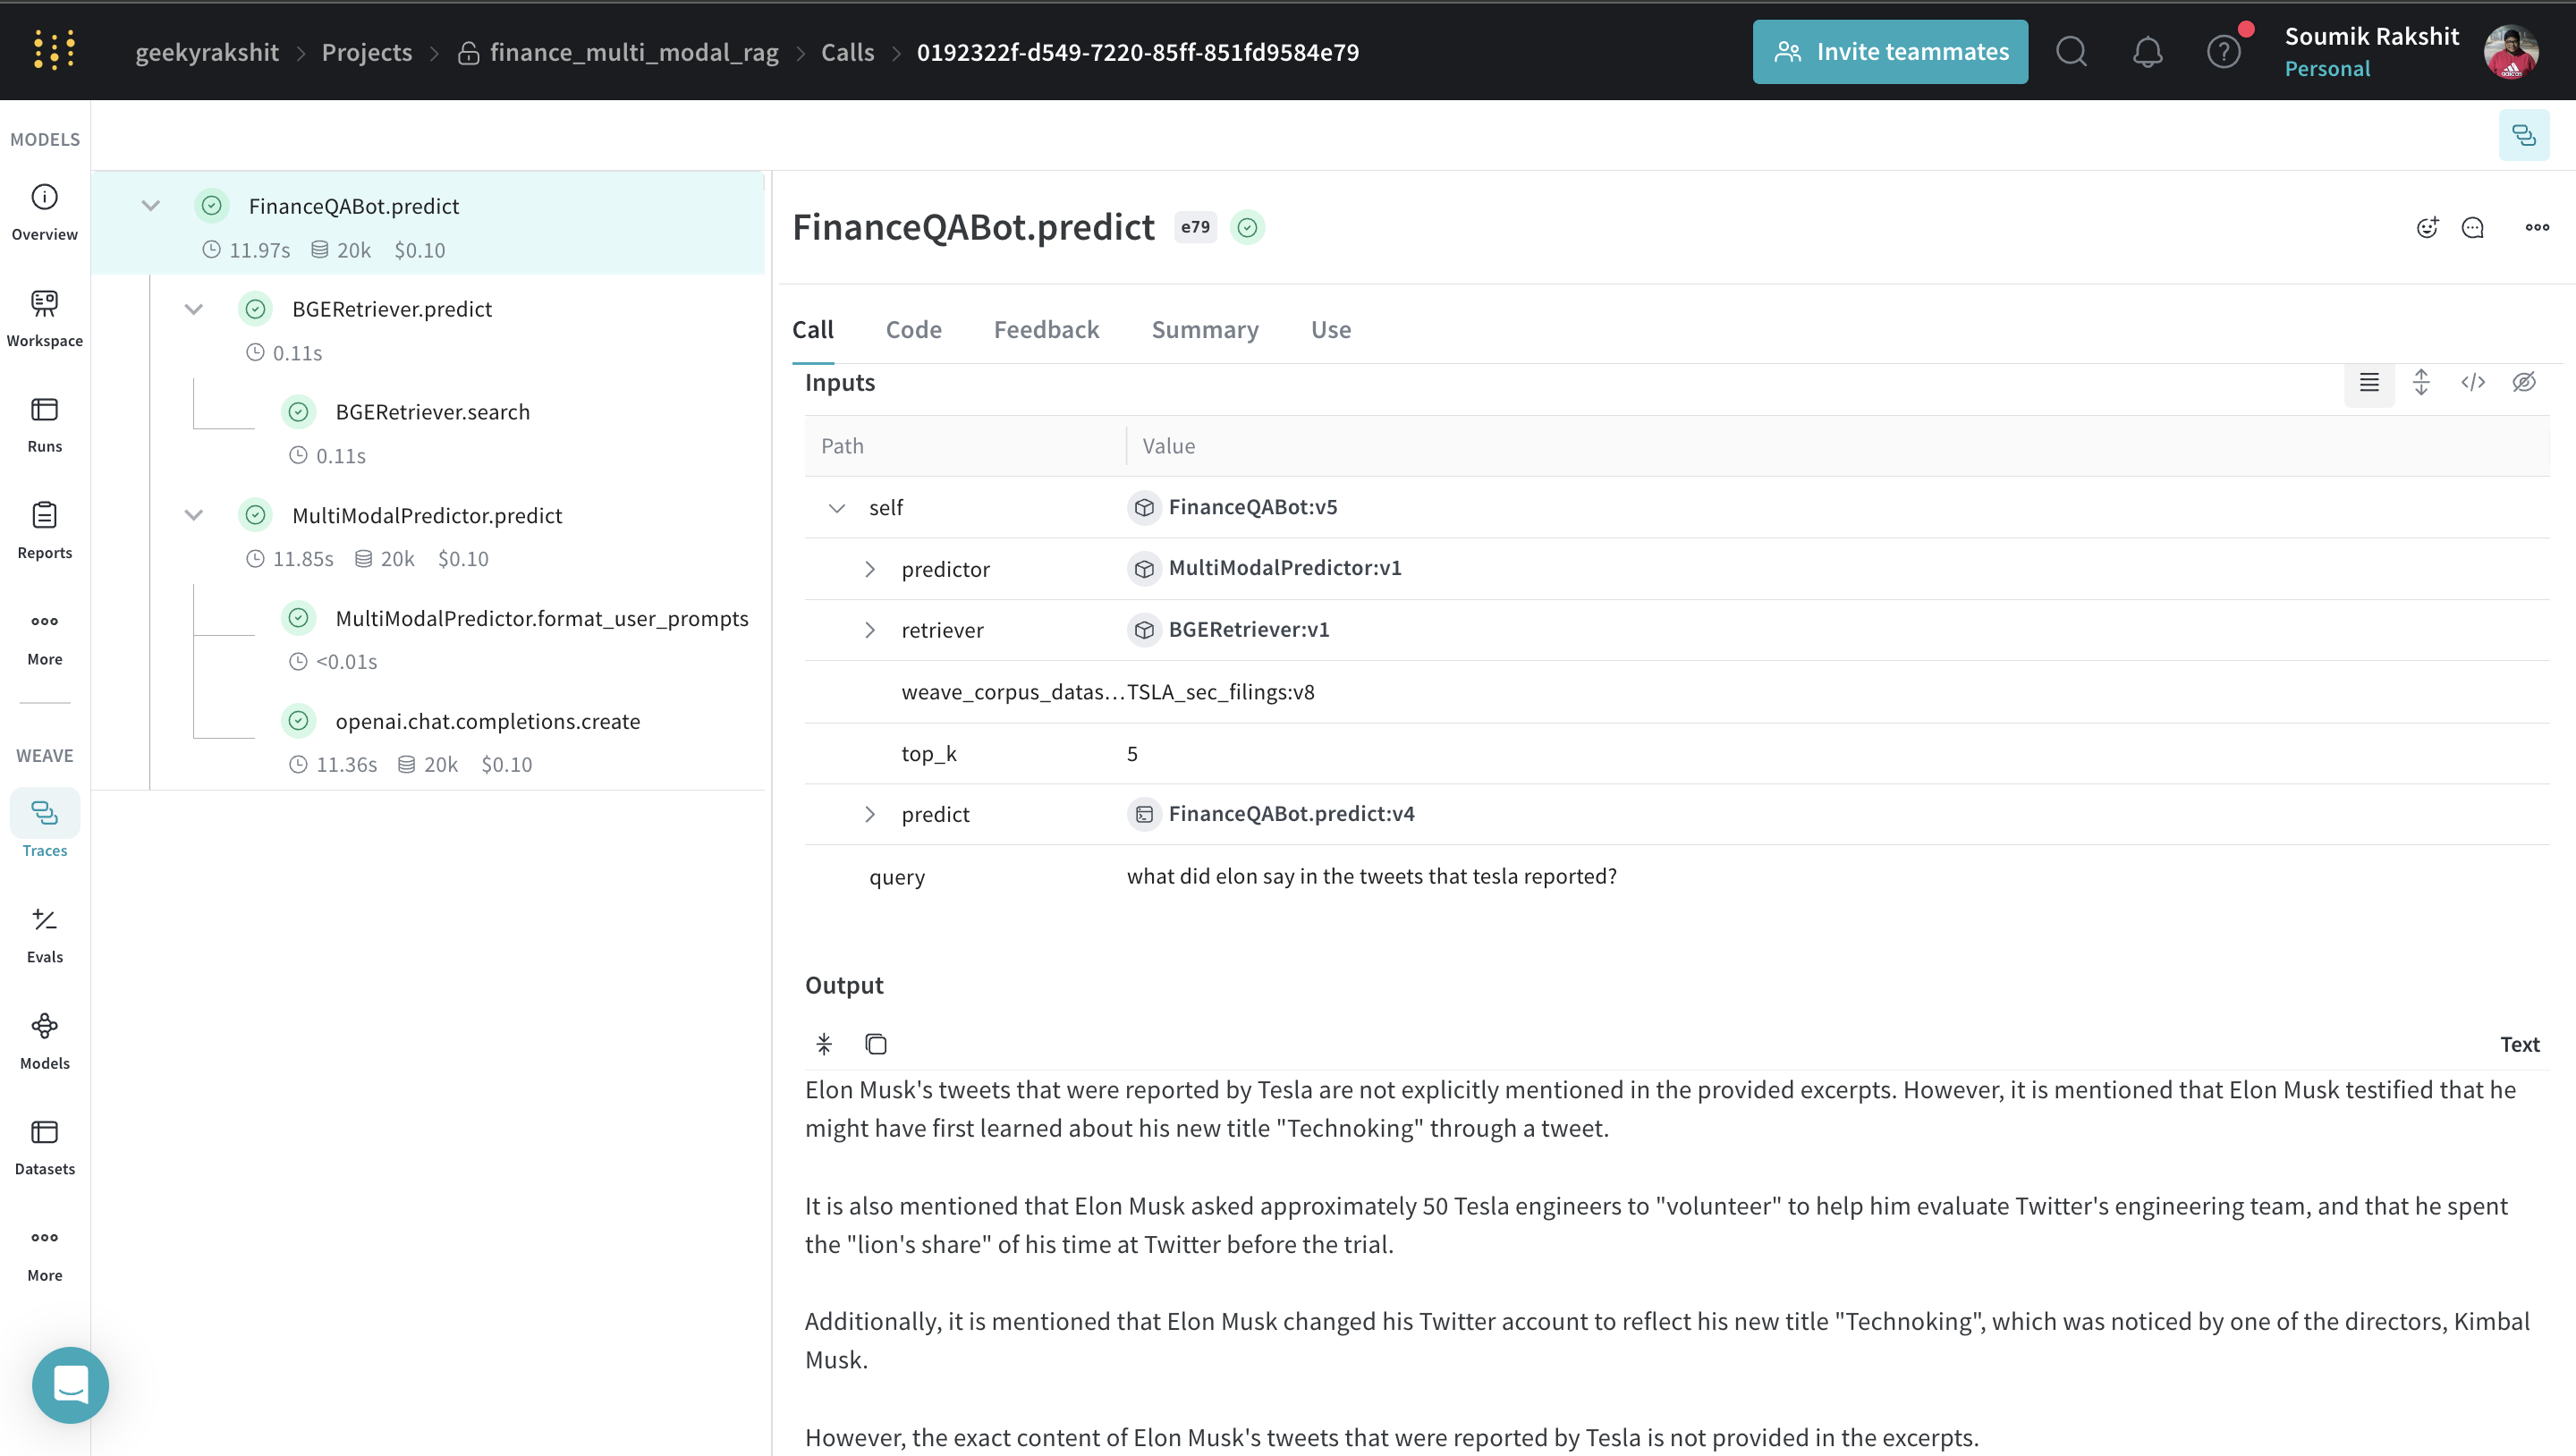 geekyrakshit > Projects > finance_multi_modal_rag > Calls > 0192322f-d549-7220-85ff-851fd9584e79
Invite teammates
Soumik Rakshit
Personal
MODELS
Overview
Workspace
Runs
Reports
More
WEAVE
Traces
Evals
Models
Datasets
More
FinanceQABot.predict
11.97s 20k $0.10
BGERetriever.predict
0.11s
BGERetriever.search
0.11s
MultiModalPredictor.predict
11.85s 20k $0.10
MultiModalPredictor.format_user_prompts
<0.01s
openai.chat.completions.create
11.36s 20k $0.10
FinanceQABot.predict e79
Call Code Feedback Summary Use
Inputs
Path Value
self FinanceQABot:v5
predictor MultiModalPredictor:v1
retriever BGERetriever:v1
weave_corpus_datas... TSLA_sec_filings:v8
top_k 5
predict FinanceQABot.predict:v4
query what did elon say in the tweets that tesla reported?
Output
Text
Elon Musk's tweets that were reported by Tesla are not explicitly mentioned in the provided excerpts. However, it is mentioned that Elon Musk testified that he
might have first learned about his new title "Technoking" through a tweet.
It is also mentioned that Elon Musk asked approximately 50 Tesla engineers to "volunteer" to help him evaluate Twitter's engineering team, and that he spent
the "lion's share" of his time at Twitter before the trial.
Additionally, it is mentioned that Elon Musk changed his Twitter account to reflect his new title "Technoking", which was noticed by one of the directors, Kimbal
Musk.
However, the exact content of Elon Musk's tweets that were reported by Tesla is not provided in the excerpts.